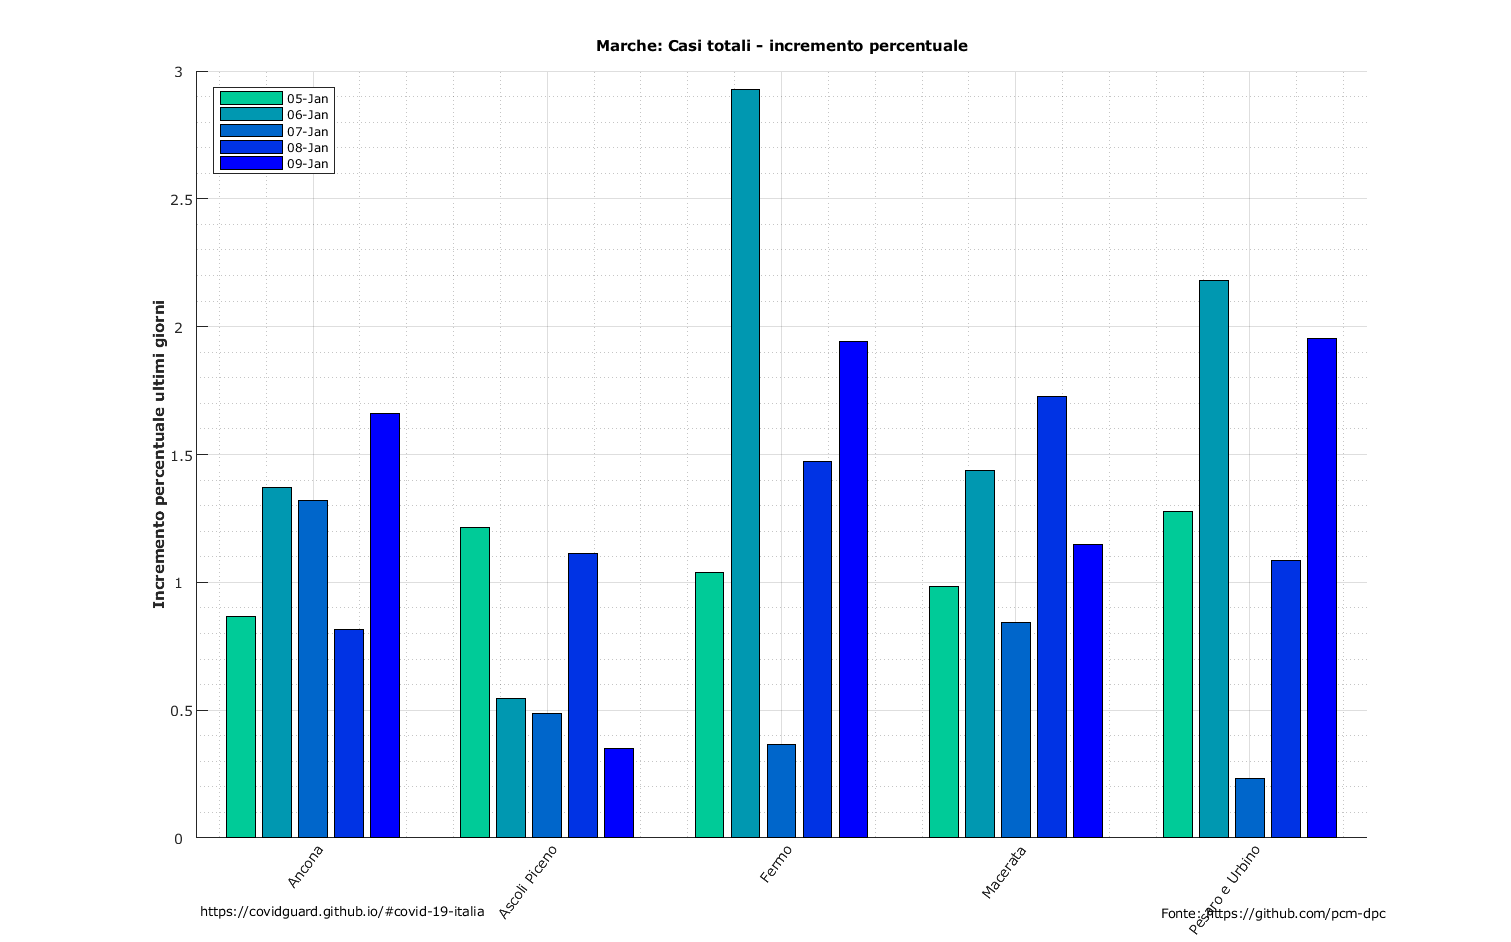 Marche: Casi totali - incremento percentuale
3
2.5
2
1.5
1
0.5
0
Incremento percentuale ultimi giorni
05-Jan
06-Jan
07-Jan
08-Jan
09-Jan
Ancona
Ascoli Piceno
Fermo
Macerata
Pesaro e Urbino
https://covidguard.github.io/#covid-19-italia
Fonte: https://github.com/pcm-dpc